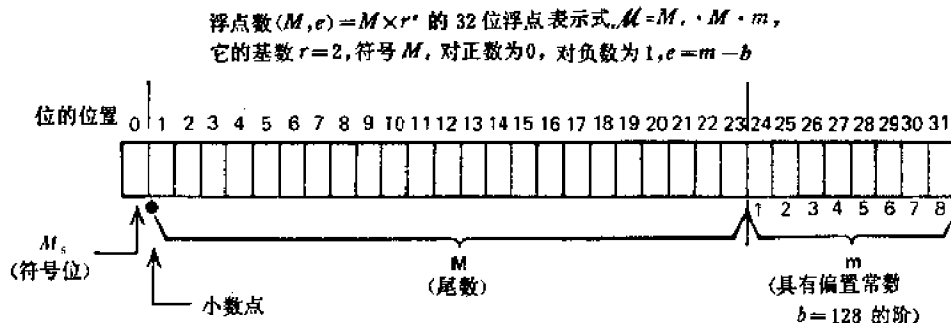 浮点数(M,e)=M×rᵉ 的 32 位浮点表示式 𝓜=Mₛ·M·m,
它的基数 r=2,符号 Mₛ 对正数为0,对负数为 1,e=m-b
位的位置 0 1 2 3 4 5 6 7 8 9 10 11 12 13 14 15 16 17 18 19 20 21 22 23 24 25 26 27 28 29 30 31
1 2 3 4 5 6 7 8
Mₛ
(符号位)
小数点
M
(尾数)
m
(具有偏置常数
b=128 的阶)